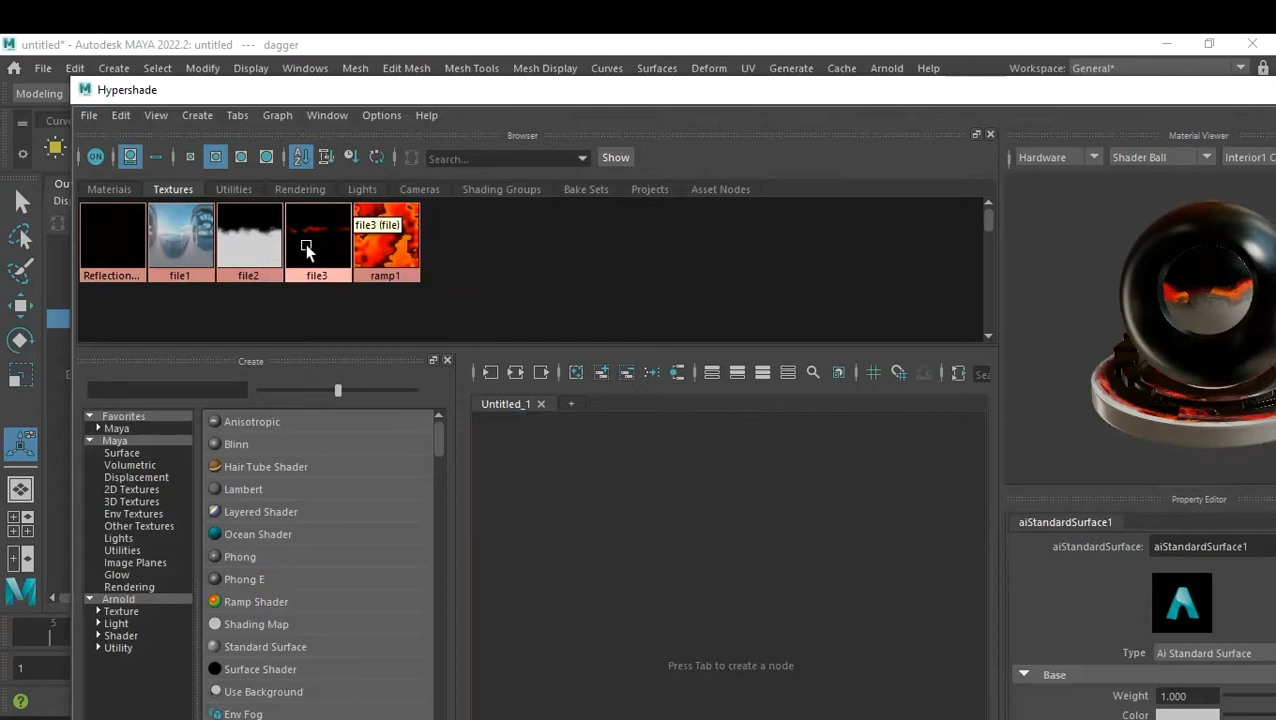 untitled* - Autodesk MAYA 2022.2: untitled --- dagger
File Edit Create Select Modify Display Windows Mesh Edit Mesh Mesh Tools Mesh Display Curves Surfaces Deform UV Generate Cache Arnold Help Workspace: General*
Modeling
Hypershade
File Edit View Create Tabs Graph Window Options Help
Browser
Material Viewer
ON Search... Show
Hardware Shader Ball Interior1 C
Materials Textures Utilities Rendering Lights Cameras Shading Groups Bake Sets Projects Asset Nodes
file3 (file)
Reflection... file1 file2 file3 ramp1
Create
Untitled_1
Favorites
Maya
Maya
Surface
Volumetric
Displacement
2D Textures
3D Textures
Env Textures
Other Textures
Lights
Utilities
Image Planes
Glow
Rendering
Arnold
Texture
Light
Shader
Utility
Anisotropic
Blinn
Hair Tube Shader
Lambert
Layered Shader
Ocean Shader
Phong
Phong E
Ramp Shader
Shading Map
Standard Surface
Surface Shader
Use Background
Env Fog
Press Tab to create a node
Property Editor
aiStandardSurface1
aiStandardSurface: aiStandardSurface1
Type Ai Standard Surface
Base
Weight 1.000
Color
5
1